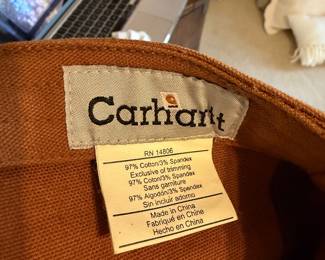 Carhartt
RN 14806
97% Cotton/3% Spandex
Exclusive of trimming
97% Coton/3% Spandex
Sans garniture
97% Algodón/3% Spandex
Sin incluir adorno
Made in China
Fabriqué en Chine
Hecho en China